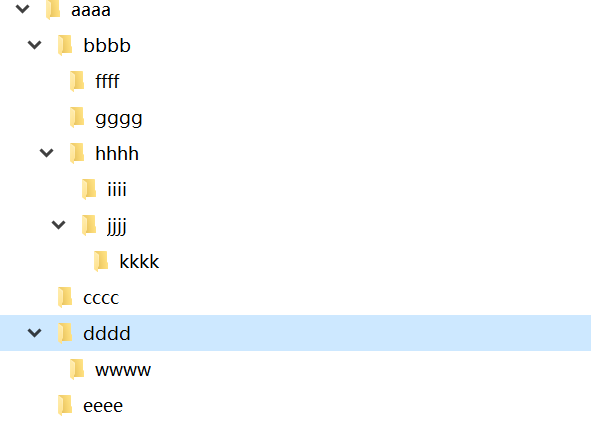 aaaa
bbbb
ffff
gggg
hhhh
iiii
jjjj
kkkk
cccc
dddd
wwww
eeee